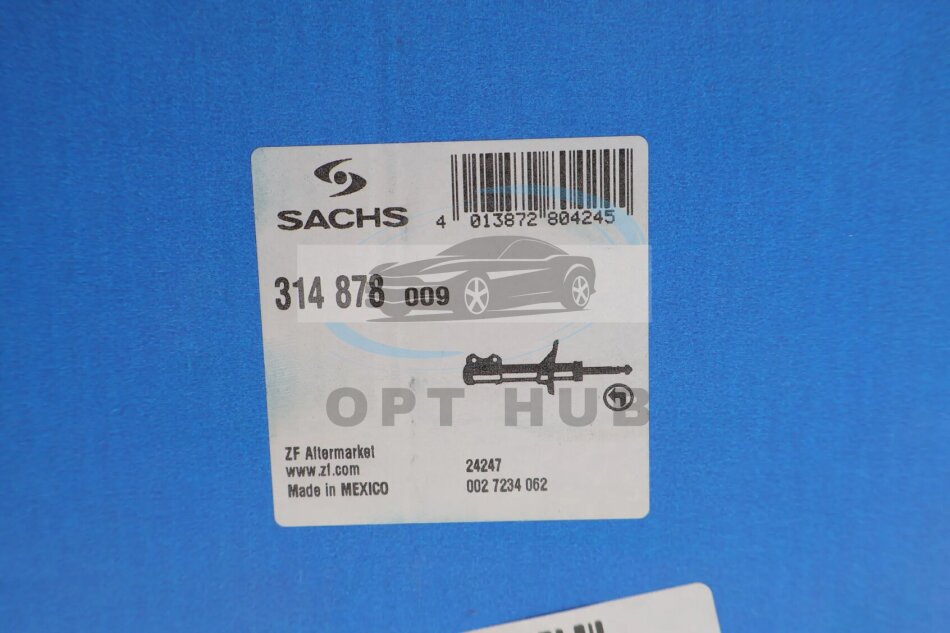 SACHS
4 013872 804245
314 878 009
OPT HUB
ZF Aftermarket
www.zf.com
Made in MEXICO
24247
002 7234 062